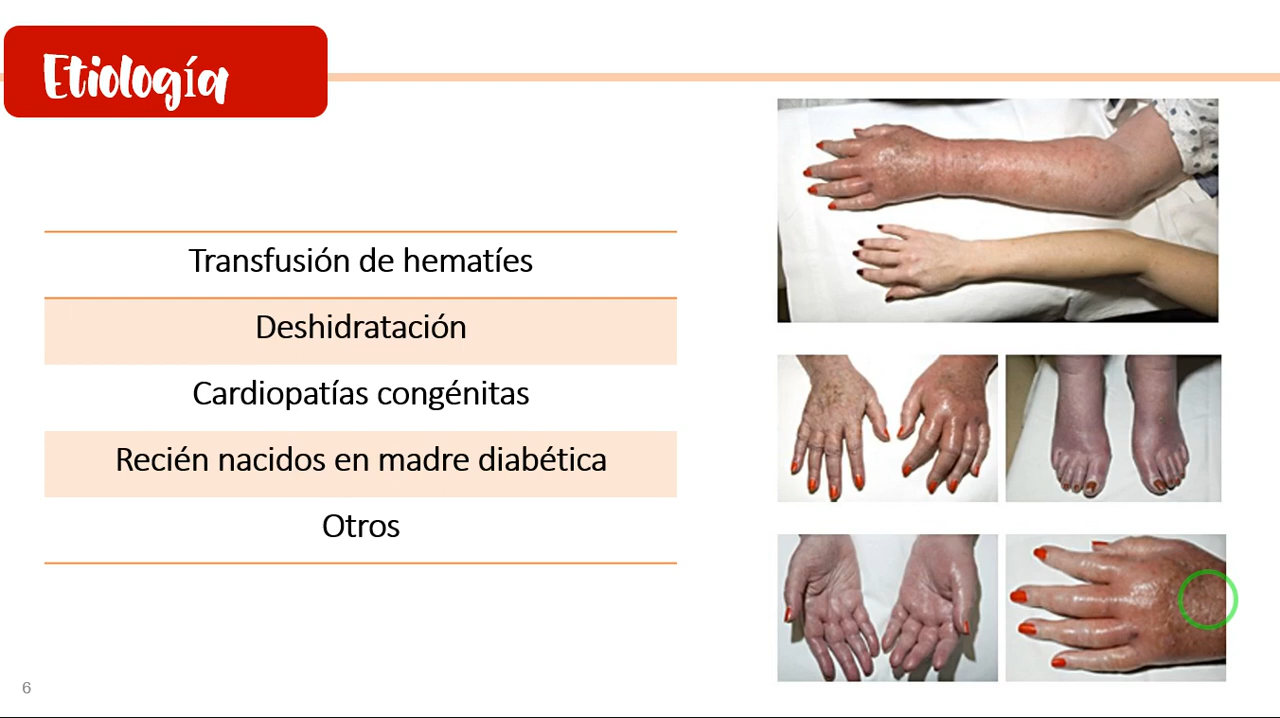 Etiología
Transfusión de hematíes
Deshidratación
Cardiopatías congénitas
Recién nacidos en madre diabética
Otros
6